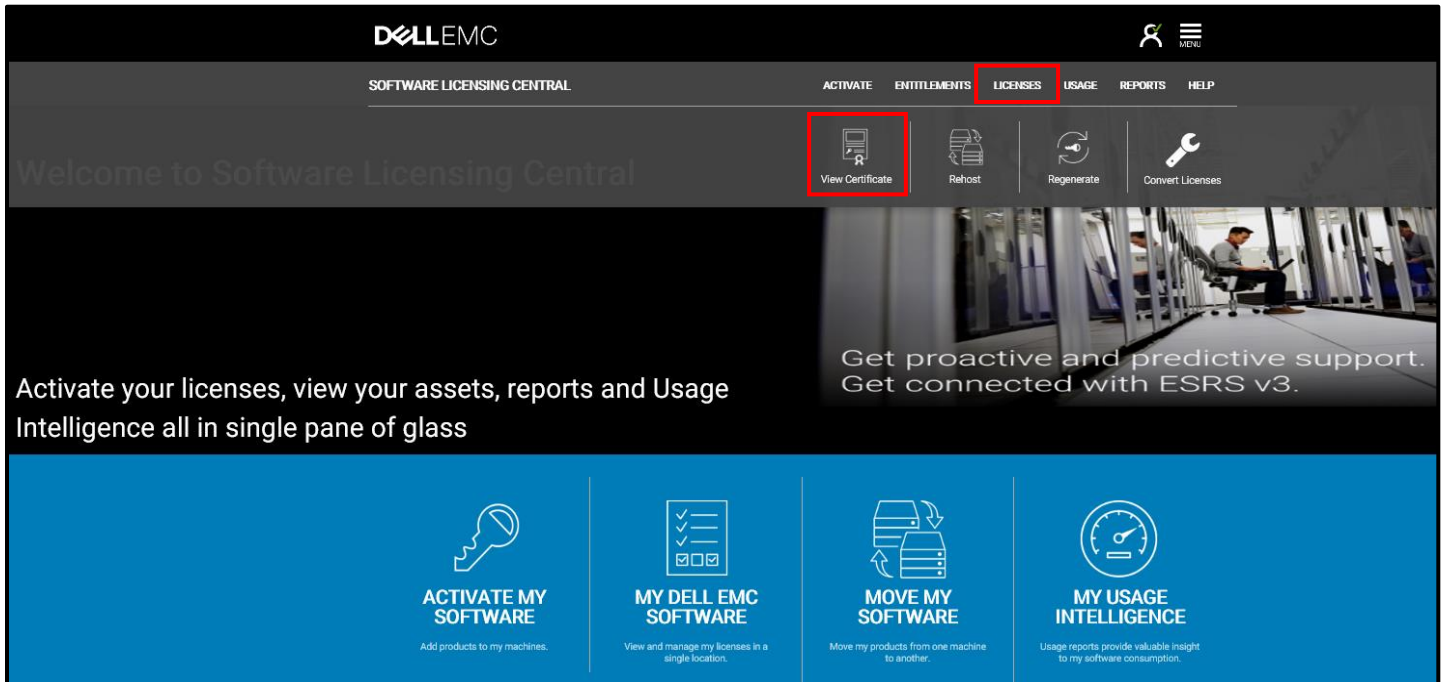 DELLEMC
MENU
SOFTWARE LICENSING CENTRAL
ACTIVATE ENTITLEMENTS LICENSES USAGE REPORTS HELP
Welcome to Software Licensing Central
View Certificate
Rehost
Regenerate
Convert Licenses
Get proactive and predictive support.
Get connected with ESRS v3.
Activate your licenses, view your assets, reports and Usage
Intelligence all in single pane of glass
ACTIVATE MY
SOFTWARE
Add products to my machines.
MY DELL EMC
SOFTWARE
View and manage my licenses in a
single location.
MOVE MY
SOFTWARE
Move my products from one machine
to another.
MY USAGE
INTELLIGENCE
Usage reports provide valuable insight
to my software consumption.